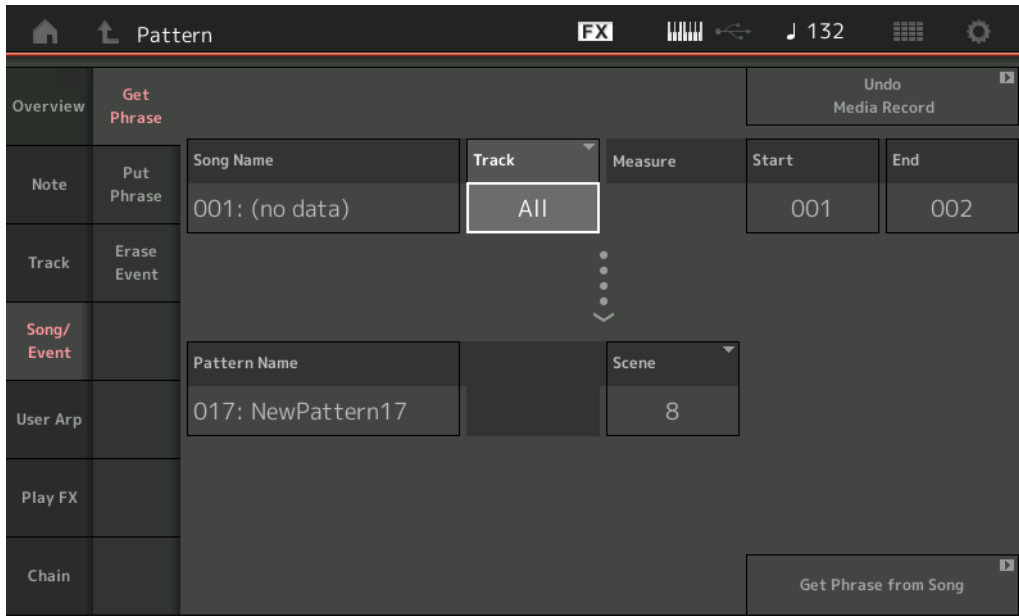 Pattern
FX
♩ 132
Overview
Get
Phrase
Undo
Media Record
Note
Put
Phrase
Song Name
Track
Measure
Start
End
001: (no data)
All
001
002
Track
Erase
Event
Song/
Event
Pattern Name
Scene
017: NewPattern17
8
User Arp
Play FX
Chain
Get Phrase from Song